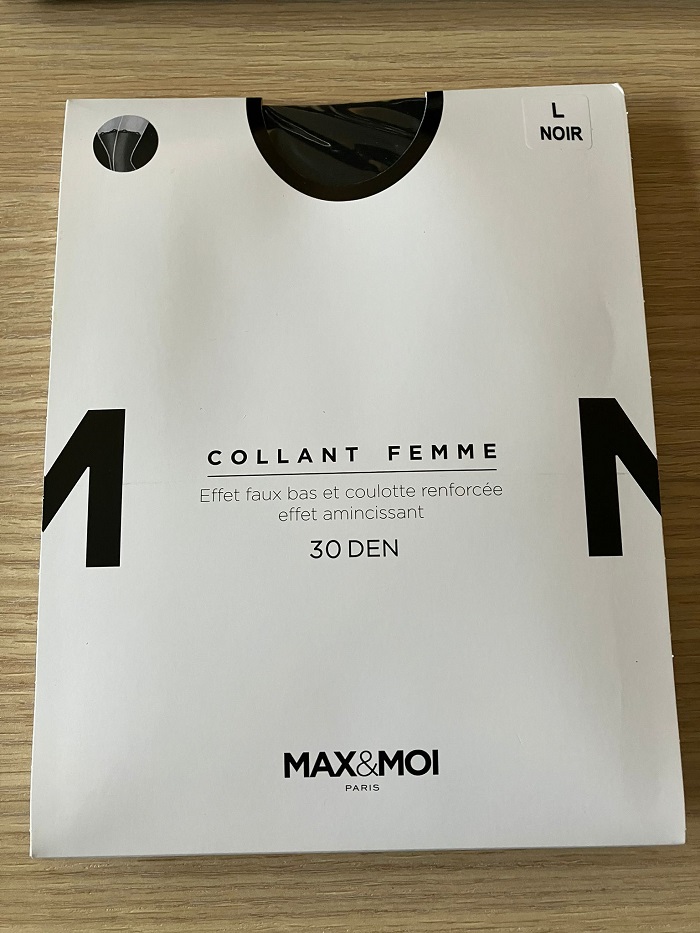 L
NOIR
M
M
COLLANT FEMME
Effet faux bas et coulotte renforcée
effet amincissant
30 DEN
MAX&MOI
PARIS